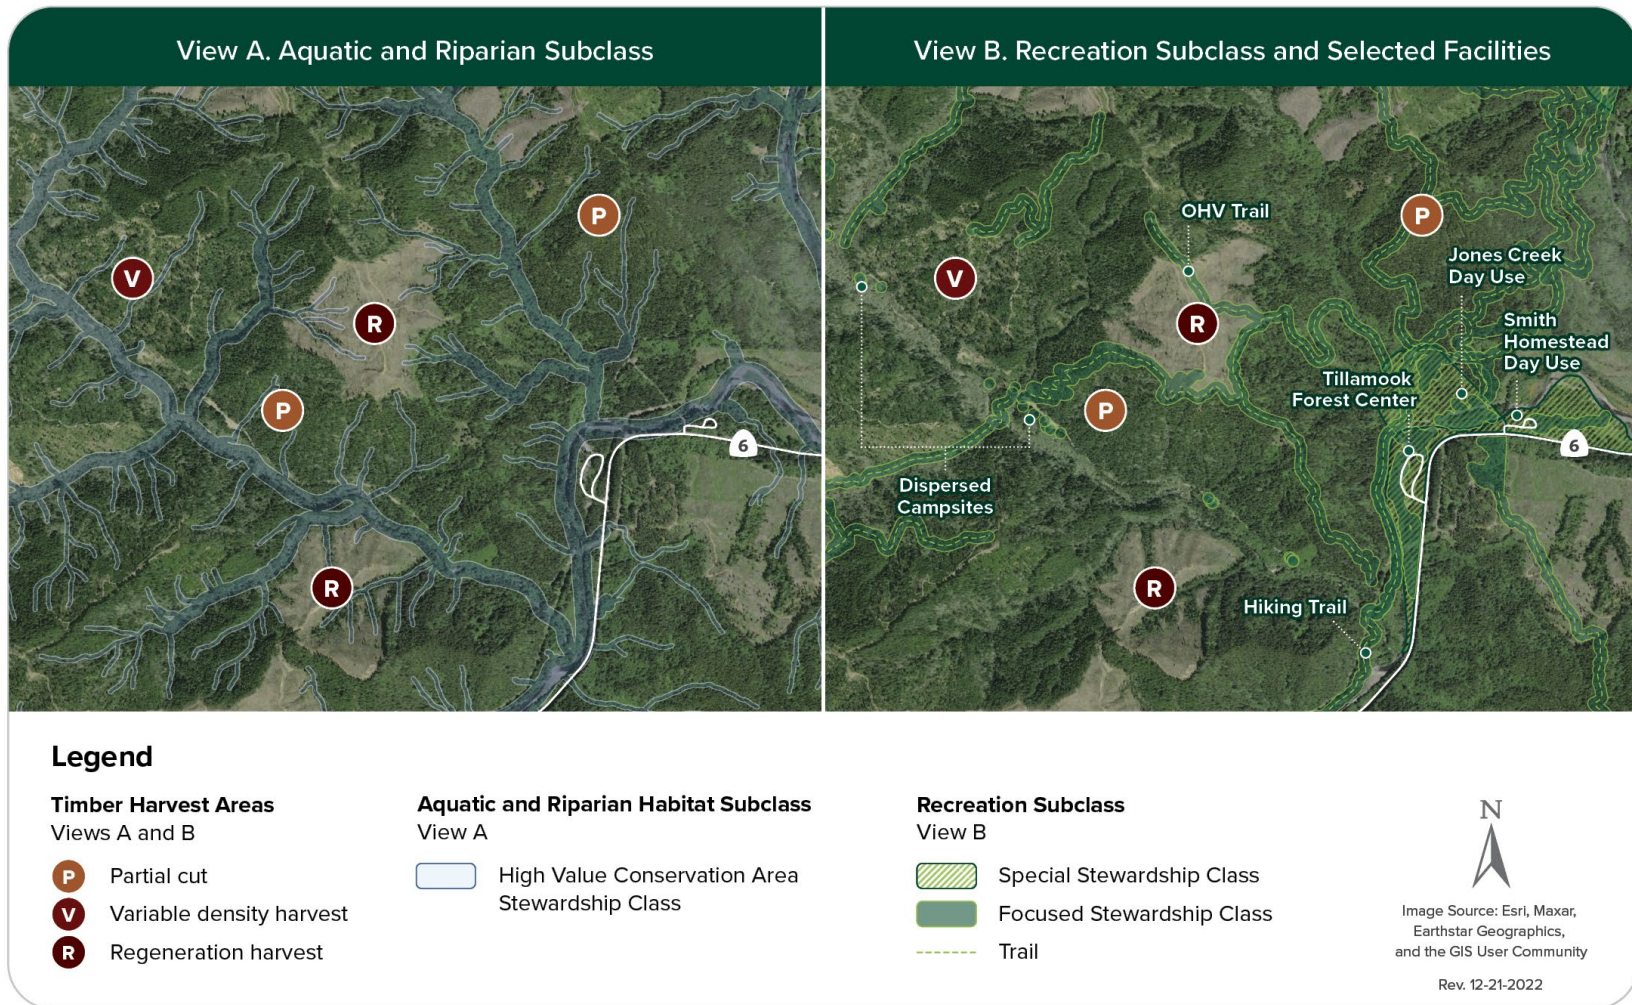 View A. Aquatic and Riparian Subclass
View B. Recreation Subclass and Selected Facilities
P
V
R
P
6
R
OHV Trail
P
Jones Creek
Day Use
V
Smith
Homestead
Day Use
R
Tillamook
Forest Center
P
6
Dispersed
Campsites
R
Hiking Trail
Legend
Timber Harvest Areas
Views A and B
P Partial cut
V Variable density harvest
R Regeneration harvest
Aquatic and Riparian Habitat Subclass
View A
High Value Conservation Area
Stewardship Class
Recreation Subclass
View B
Special Stewardship Class
Focused Stewardship Class
Trail
N
Image Source: Esri, Maxar,
Earthstar Geographics,
and the GIS User Community
Rev. 12-21-2022